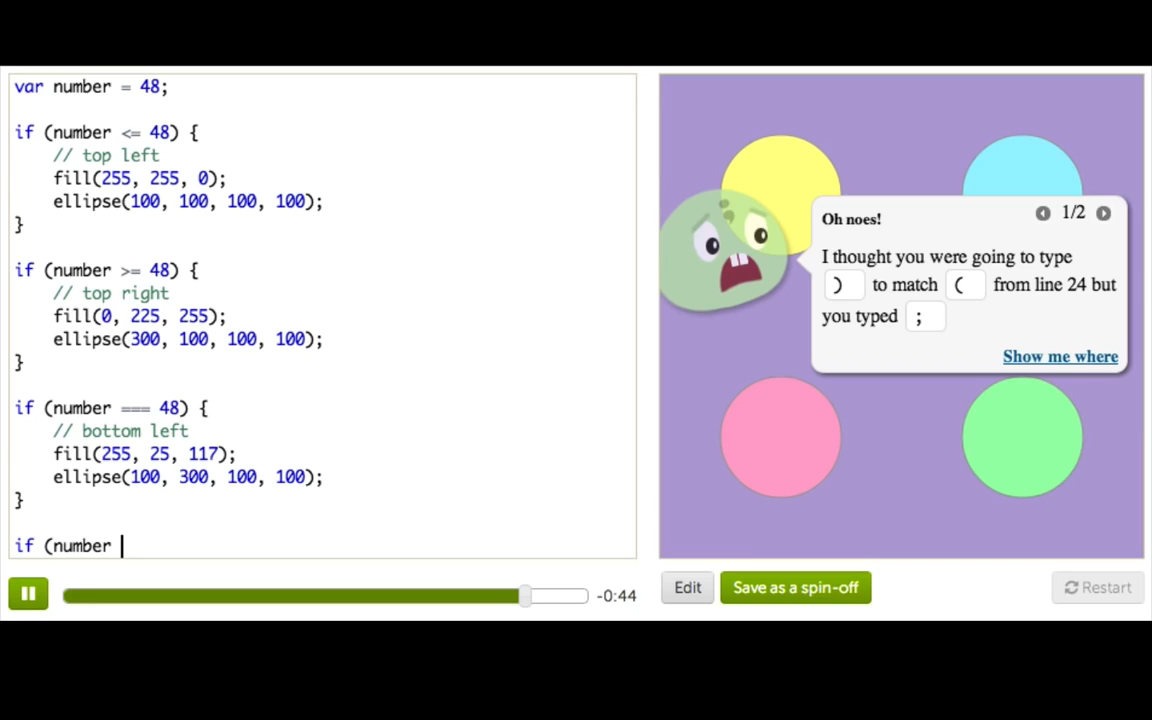 var number = 48;
if (number <= 48) {
// top left
fill(255, 255, 0);
ellipse(100, 100, 100, 100);
}
if (number >= 48) {
// top right
fill(0, 225, 255);
ellipse(300, 100, 100, 100);
}
if (number === 48) {
// bottom left
fill(255, 25, 117);
ellipse(100, 300, 100, 100);
}
if (number
-0:44
Oh noes!
1/2
I thought you were going to type
) to match ( from line 24 but
you typed ;
Show me where
Edit
Save as a spin-off
Restart